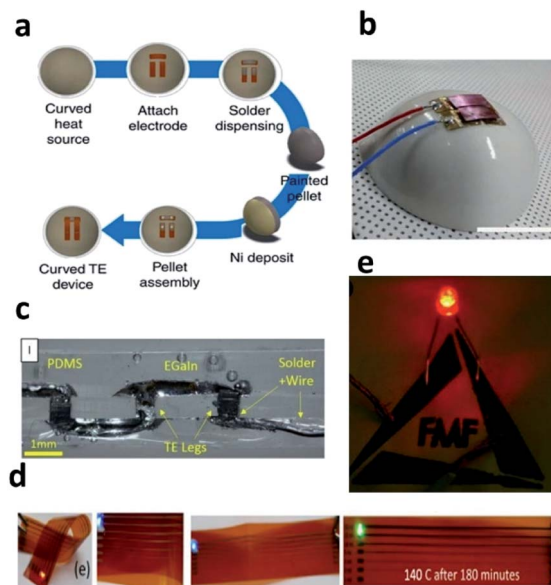 a
Curved
heat
source
Attach
electrode
Solder
dispensing
Painted
pellet
Ni deposit
Pellet
assembly
Curved TE
device
b
c
I
PDMS
EGaIn
Solder
+Wire
TE Legs
1mm
d
(e)
140 C after 180 minutes
e
FMF